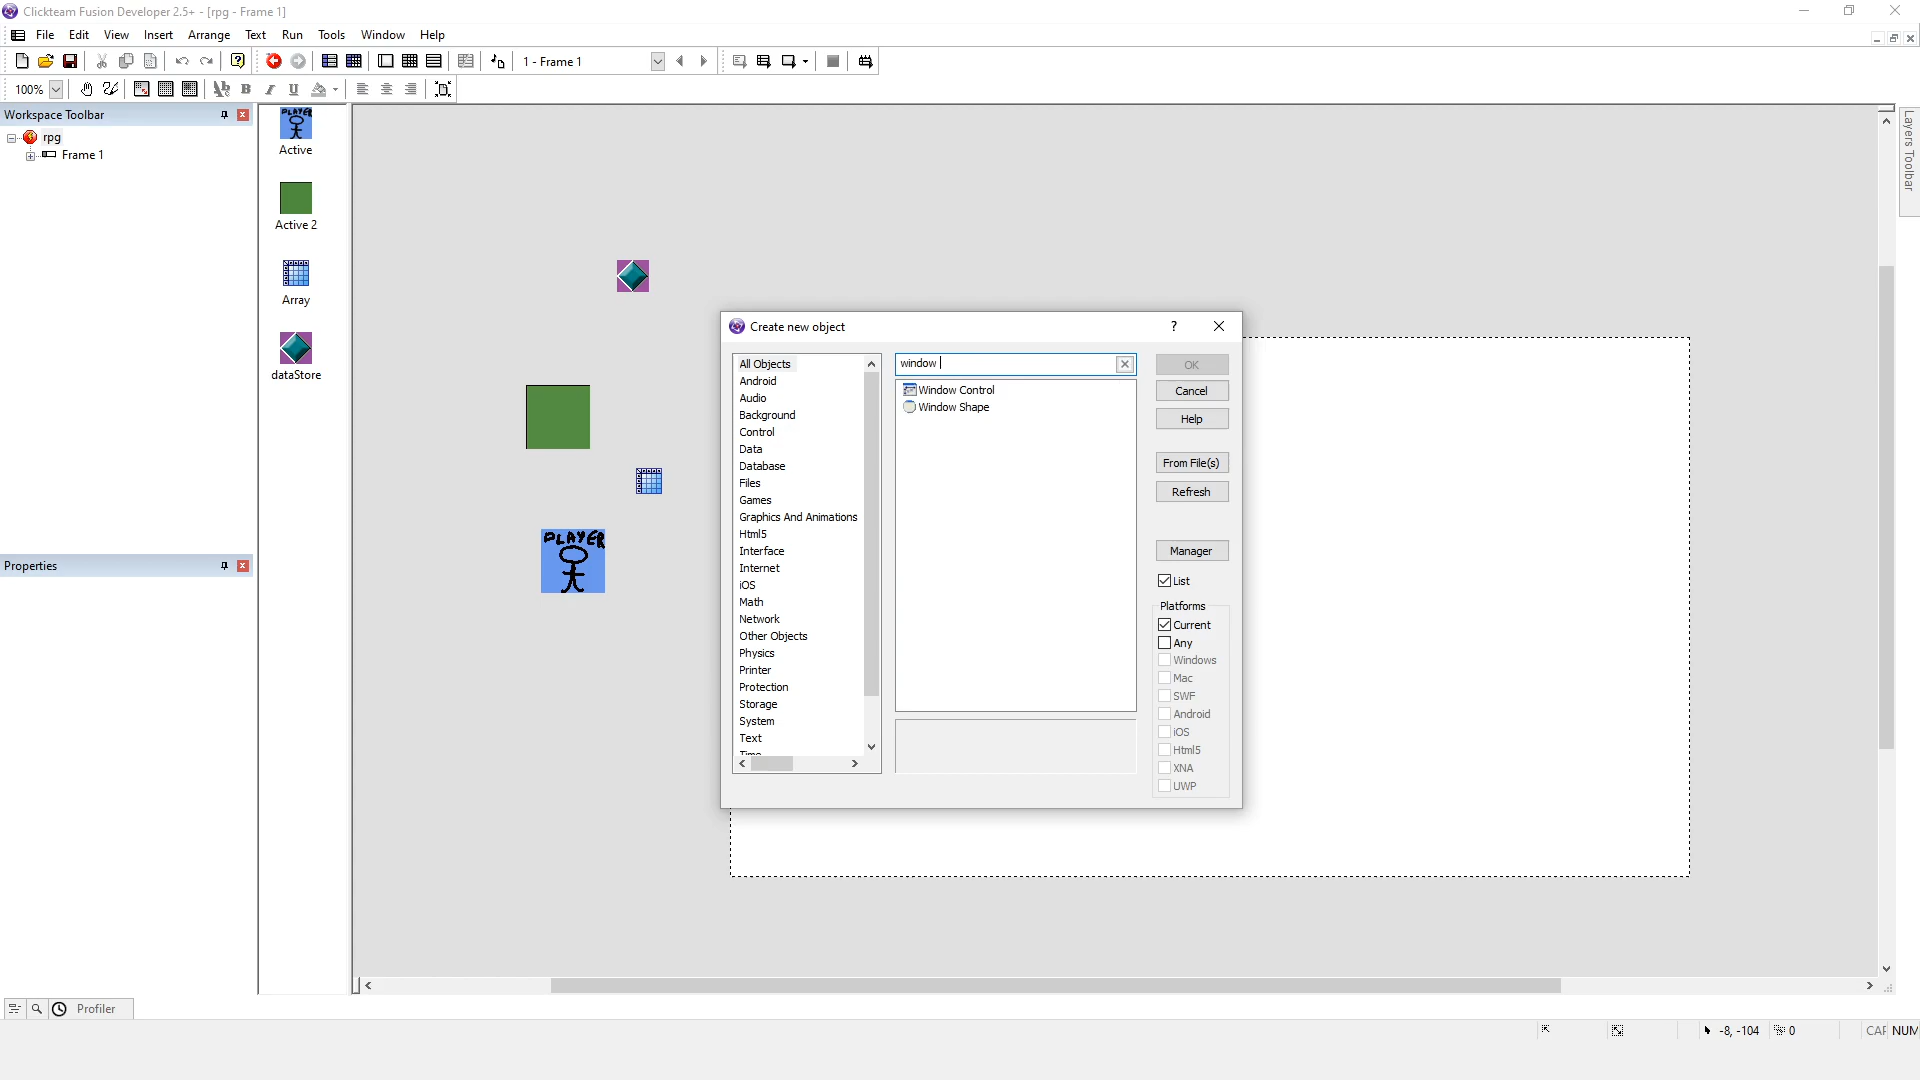 Clickteam Fusion Developer 2.5+ - [rpg - Frame 1]
File Edit View Insert Arrange Text Run Tools Window Help
1 - Frame 1
100%
Workspace Toolbar
rpg
Frame 1
Properties
PLAYER
Active
Active 2
Array
dataStore
PLAYER
Layers Toolbar
Create new object
?
All Objects
Android
Audio
Background
Control
Data
Database
Files
Games
Graphics And Animations
Html5
Interface
Internet
iOS
Math
Network
Other Objects
Physics
Printer
Protection
Storage
System
Text
Time
window
Window Control
Window Shape
OK
Cancel
Help
From File(s)
Refresh
Manager
List
Platforms
Current
Any
Windows
Mac
SWF
Android
iOS
Html5
XNA
UWP
Profiler
-8, -104
0
CAP NUM